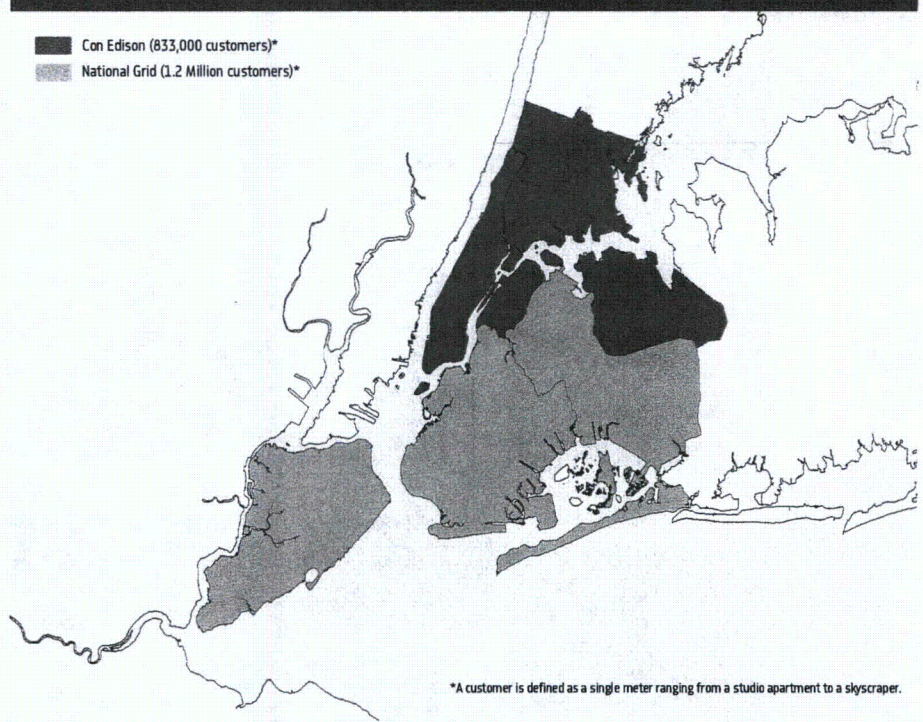 Con Edison (833,000 customers)*
National Grid (1.2 Million customers)*
*A customer is defined as a single meter ranging from a studio apartment to a skyscraper.